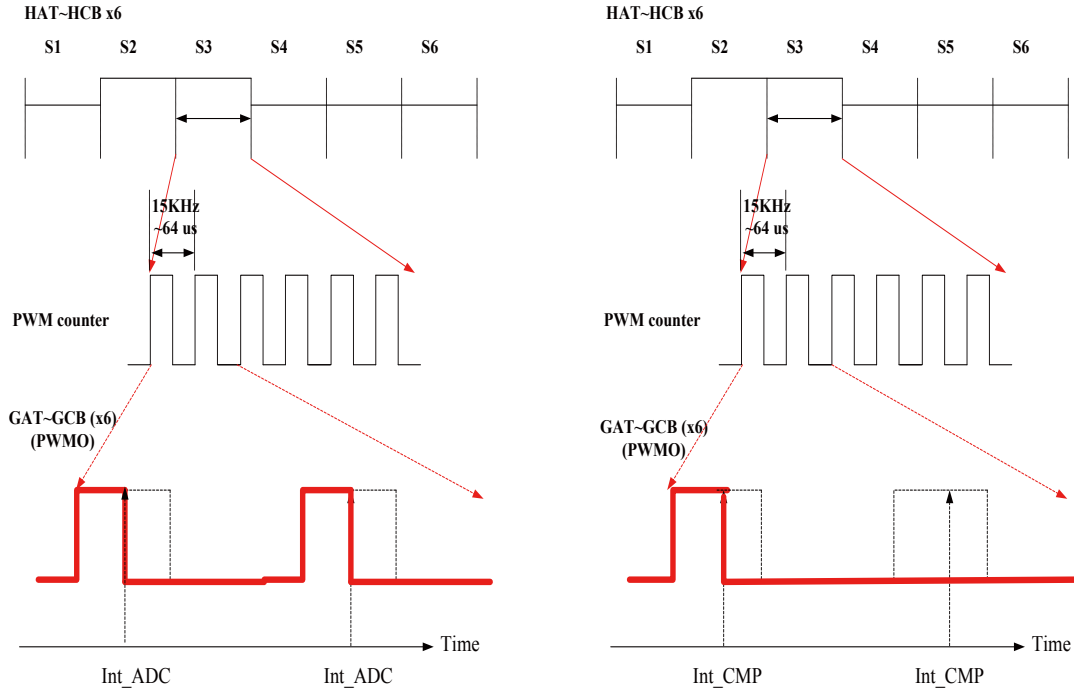 HAT~HCB x6
S1 S2 S3 S4 S5 S6
15KHz
~64 us
PWM counter
GAT~GCB (x6)
(PWMO)
Time
Int_ADC Int_ADC
HAT~HCB x6
S1 S2 S3 S4 S5 S6
15KHz
~64 us
PWM counter
GAT~GCB (x6)
(PWMO)
Time
Int_CMP Int_CMP